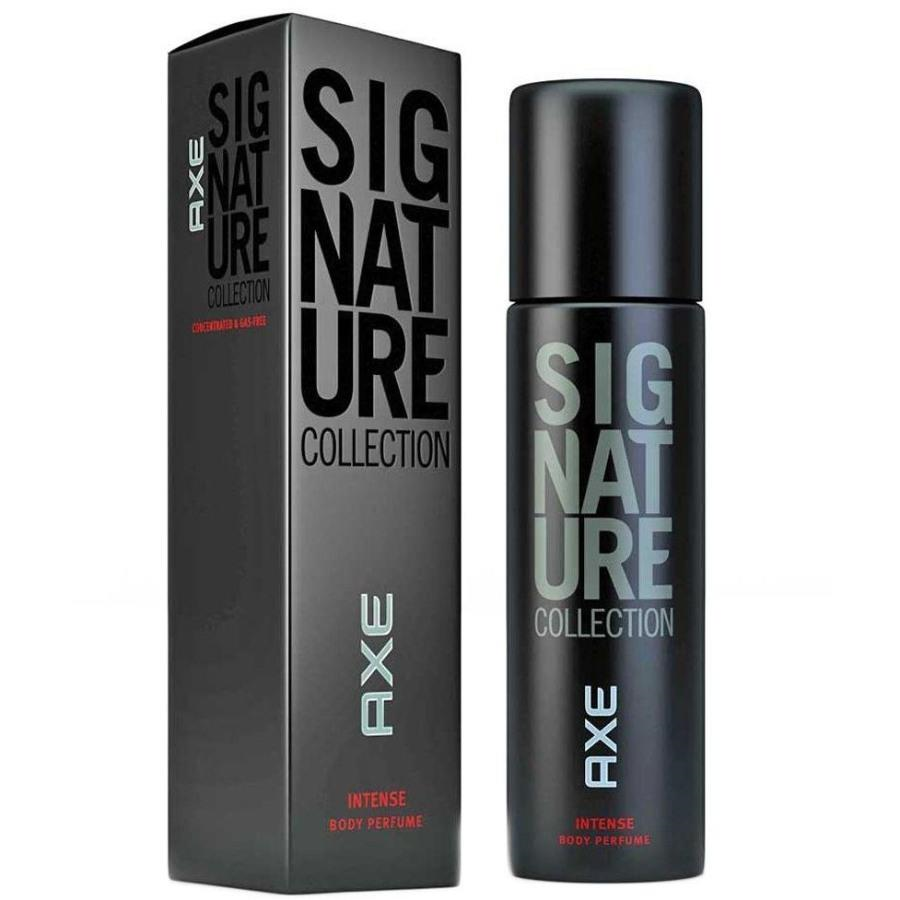 AXE
SIG
NAT
URE
COLLECTION
CONCENTRATED & GAS-FREE
SIG
NAT
URE
COLLECTION
AXE
INTENSE
BODY PERFUME
SIG
NAT
URE
COLLECTION
AXE
INTENSE
BODY PERFUME